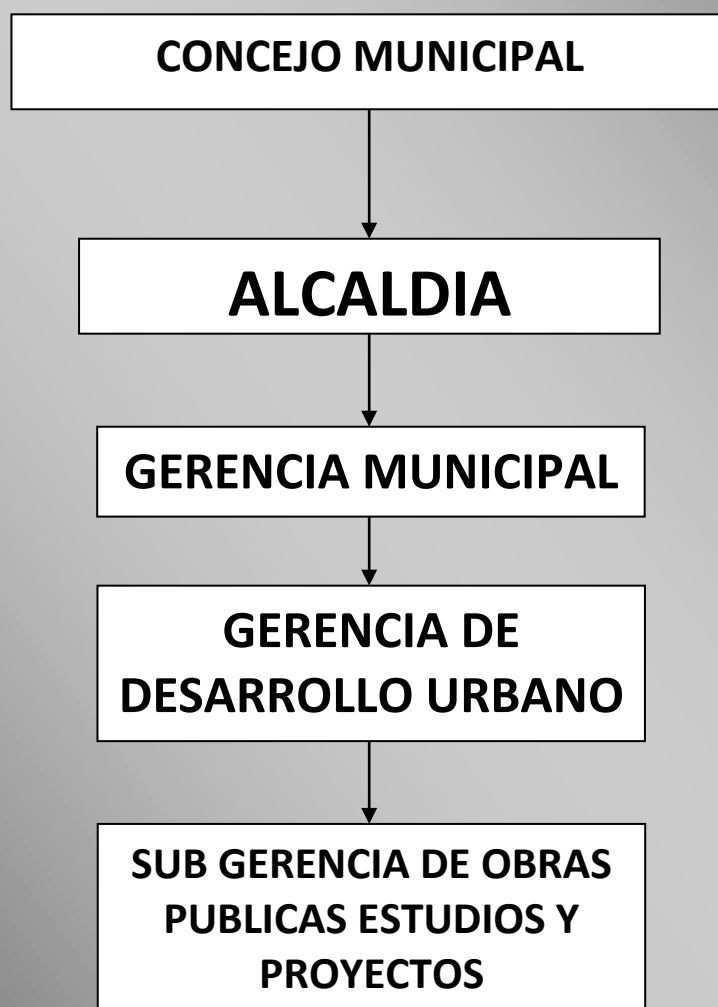 CONCEJO MUNICIPAL
ALCALDIA
GERENCIA MUNICIPAL
GERENCIA DE
DESARROLLO URBANO
SUB GERENCIA DE OBRAS
PUBLICAS ESTUDIOS Y
PROYECTOS